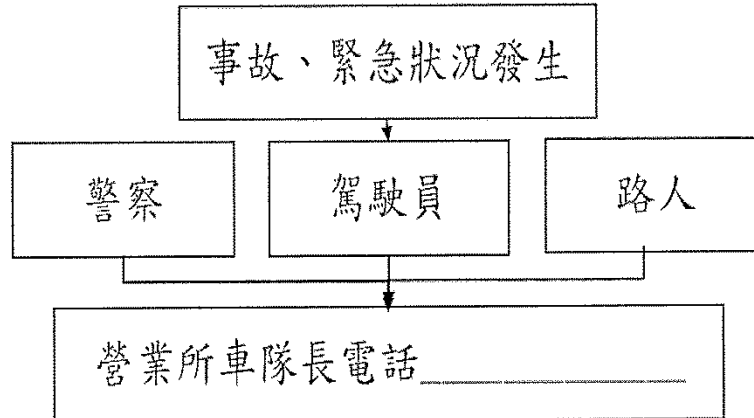 事故、緊急狀況發生
警察
駕駛員
路人
營業所車隊長電話